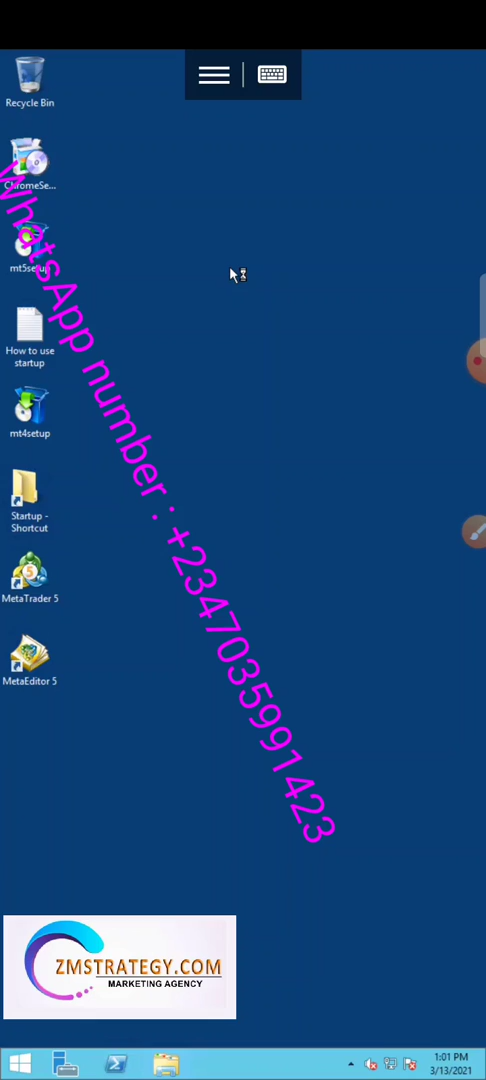 Recycle Bin
ChromeSe...
mt5setup
How to use
startup
mt4setup
Startup -
Shortcut
5
MetaTrader 5
MetaEditor 5
WhatsApp number : +2347035991423
ZMSTRATEGY.COM
MARKETING AGENCY
1:01 PM
3/13/2021